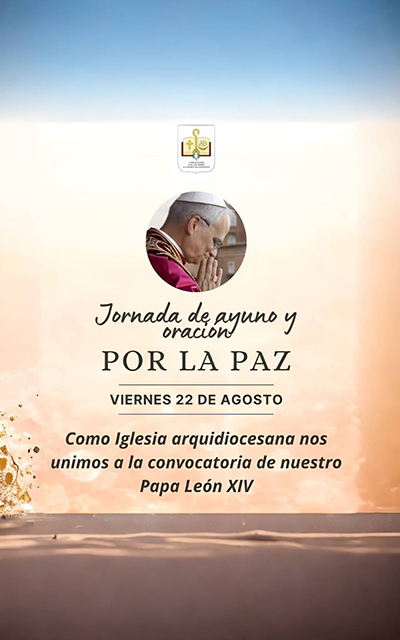 Jornada de ayuno y
oración
POR LA PAZ
VIERNES 22 DE AGOSTO
Como Iglesia arquidiocesana nos
unimos a la convocatoria de nuestro
Papa León XIV